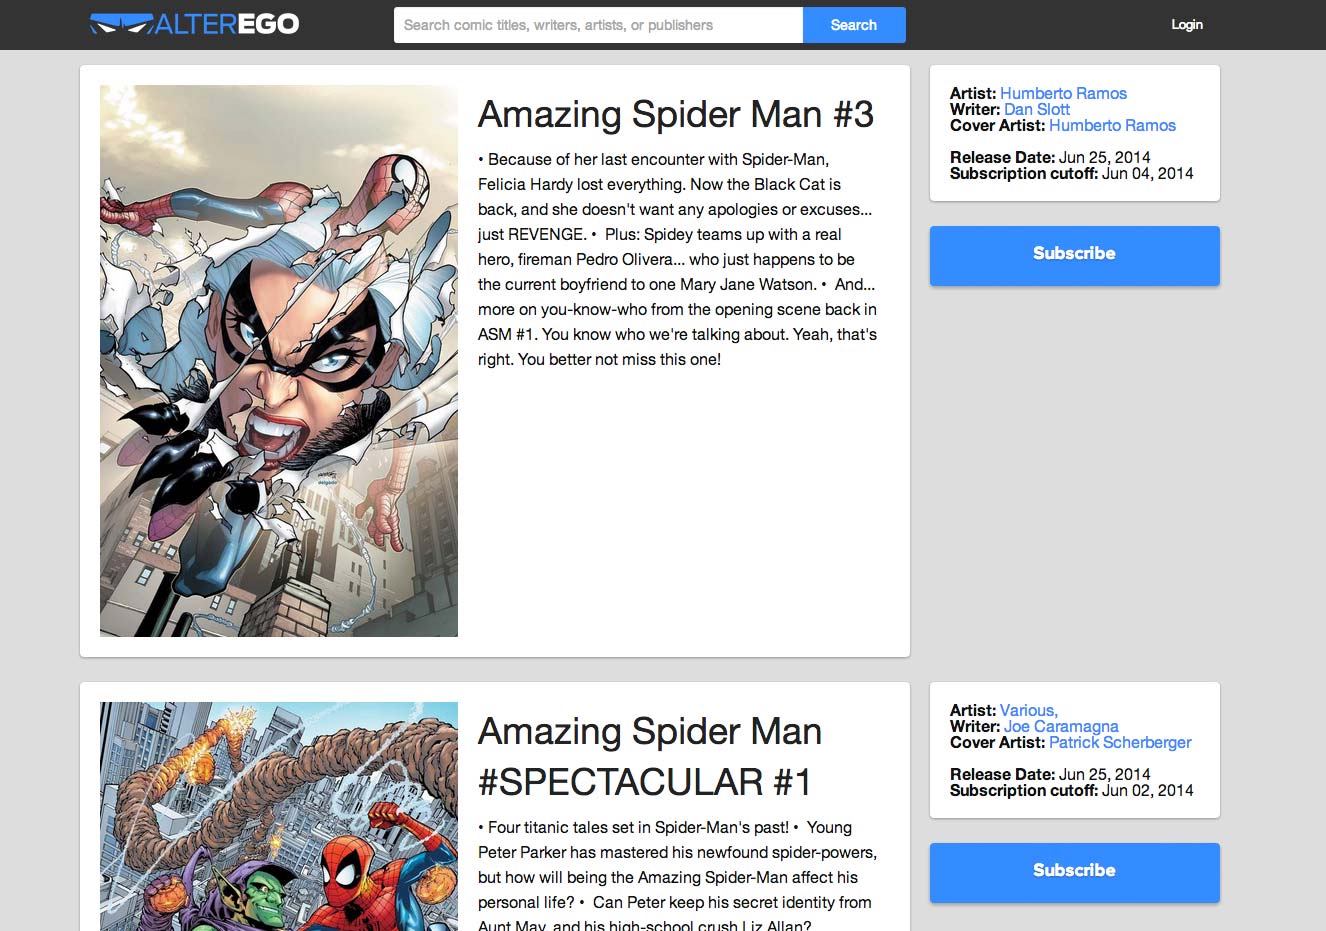 ALTEREGO
Search comic titles, writers, artists, or publishers
Search
Login
Amazing Spider Man #3
• Because of her last encounter with Spider-Man,
Felicia Hardy lost everything. Now the Black Cat is
back, and she doesn't want any apologies or excuses...
just REVENGE. •  Plus: Spidey teams up with a real
hero, fireman Pedro Olivera... who just happens to be
the current boyfriend to one Mary Jane Watson. •  And...
more on you-know-who from the opening scene back in
ASM #1. You know who we're talking about. Yeah, that's
right. You better not miss this one!
Artist: Humberto Ramos
Writer: Dan Slott
Cover Artist: Humberto Ramos
Release Date: Jun 25, 2014
Subscription cutoff: Jun 04, 2014
Subscribe
Amazing Spider Man
#SPECTACULAR #1
• Four titanic tales set in Spider-Man's past! •  Young
Peter Parker has mastered his newfound spider-powers,
but how will being the Amazing Spider-Man affect his
personal life? •  Can Peter keep his secret identity from
Aunt May, and his high-school crush Liz Allan?
Artist: Various,
Writer: Joe Caramagna
Cover Artist: Patrick Scherberger
Release Date: Jun 25, 2014
Subscription cutoff: Jun 02, 2014
Subscribe